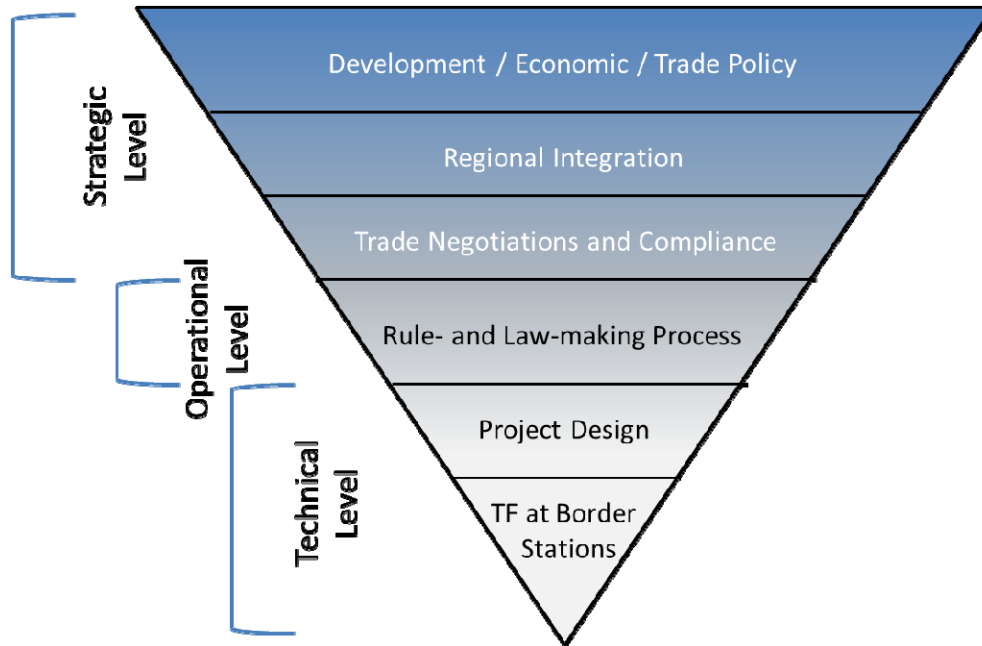 Development / Economic / Trade Policy
Regional Integration
Trade Negotiations and Compliance
Rule- and Law-making Process
Project Design
TF at Border
Stations
Strategic
Level
Operational
Level
Technical
Level